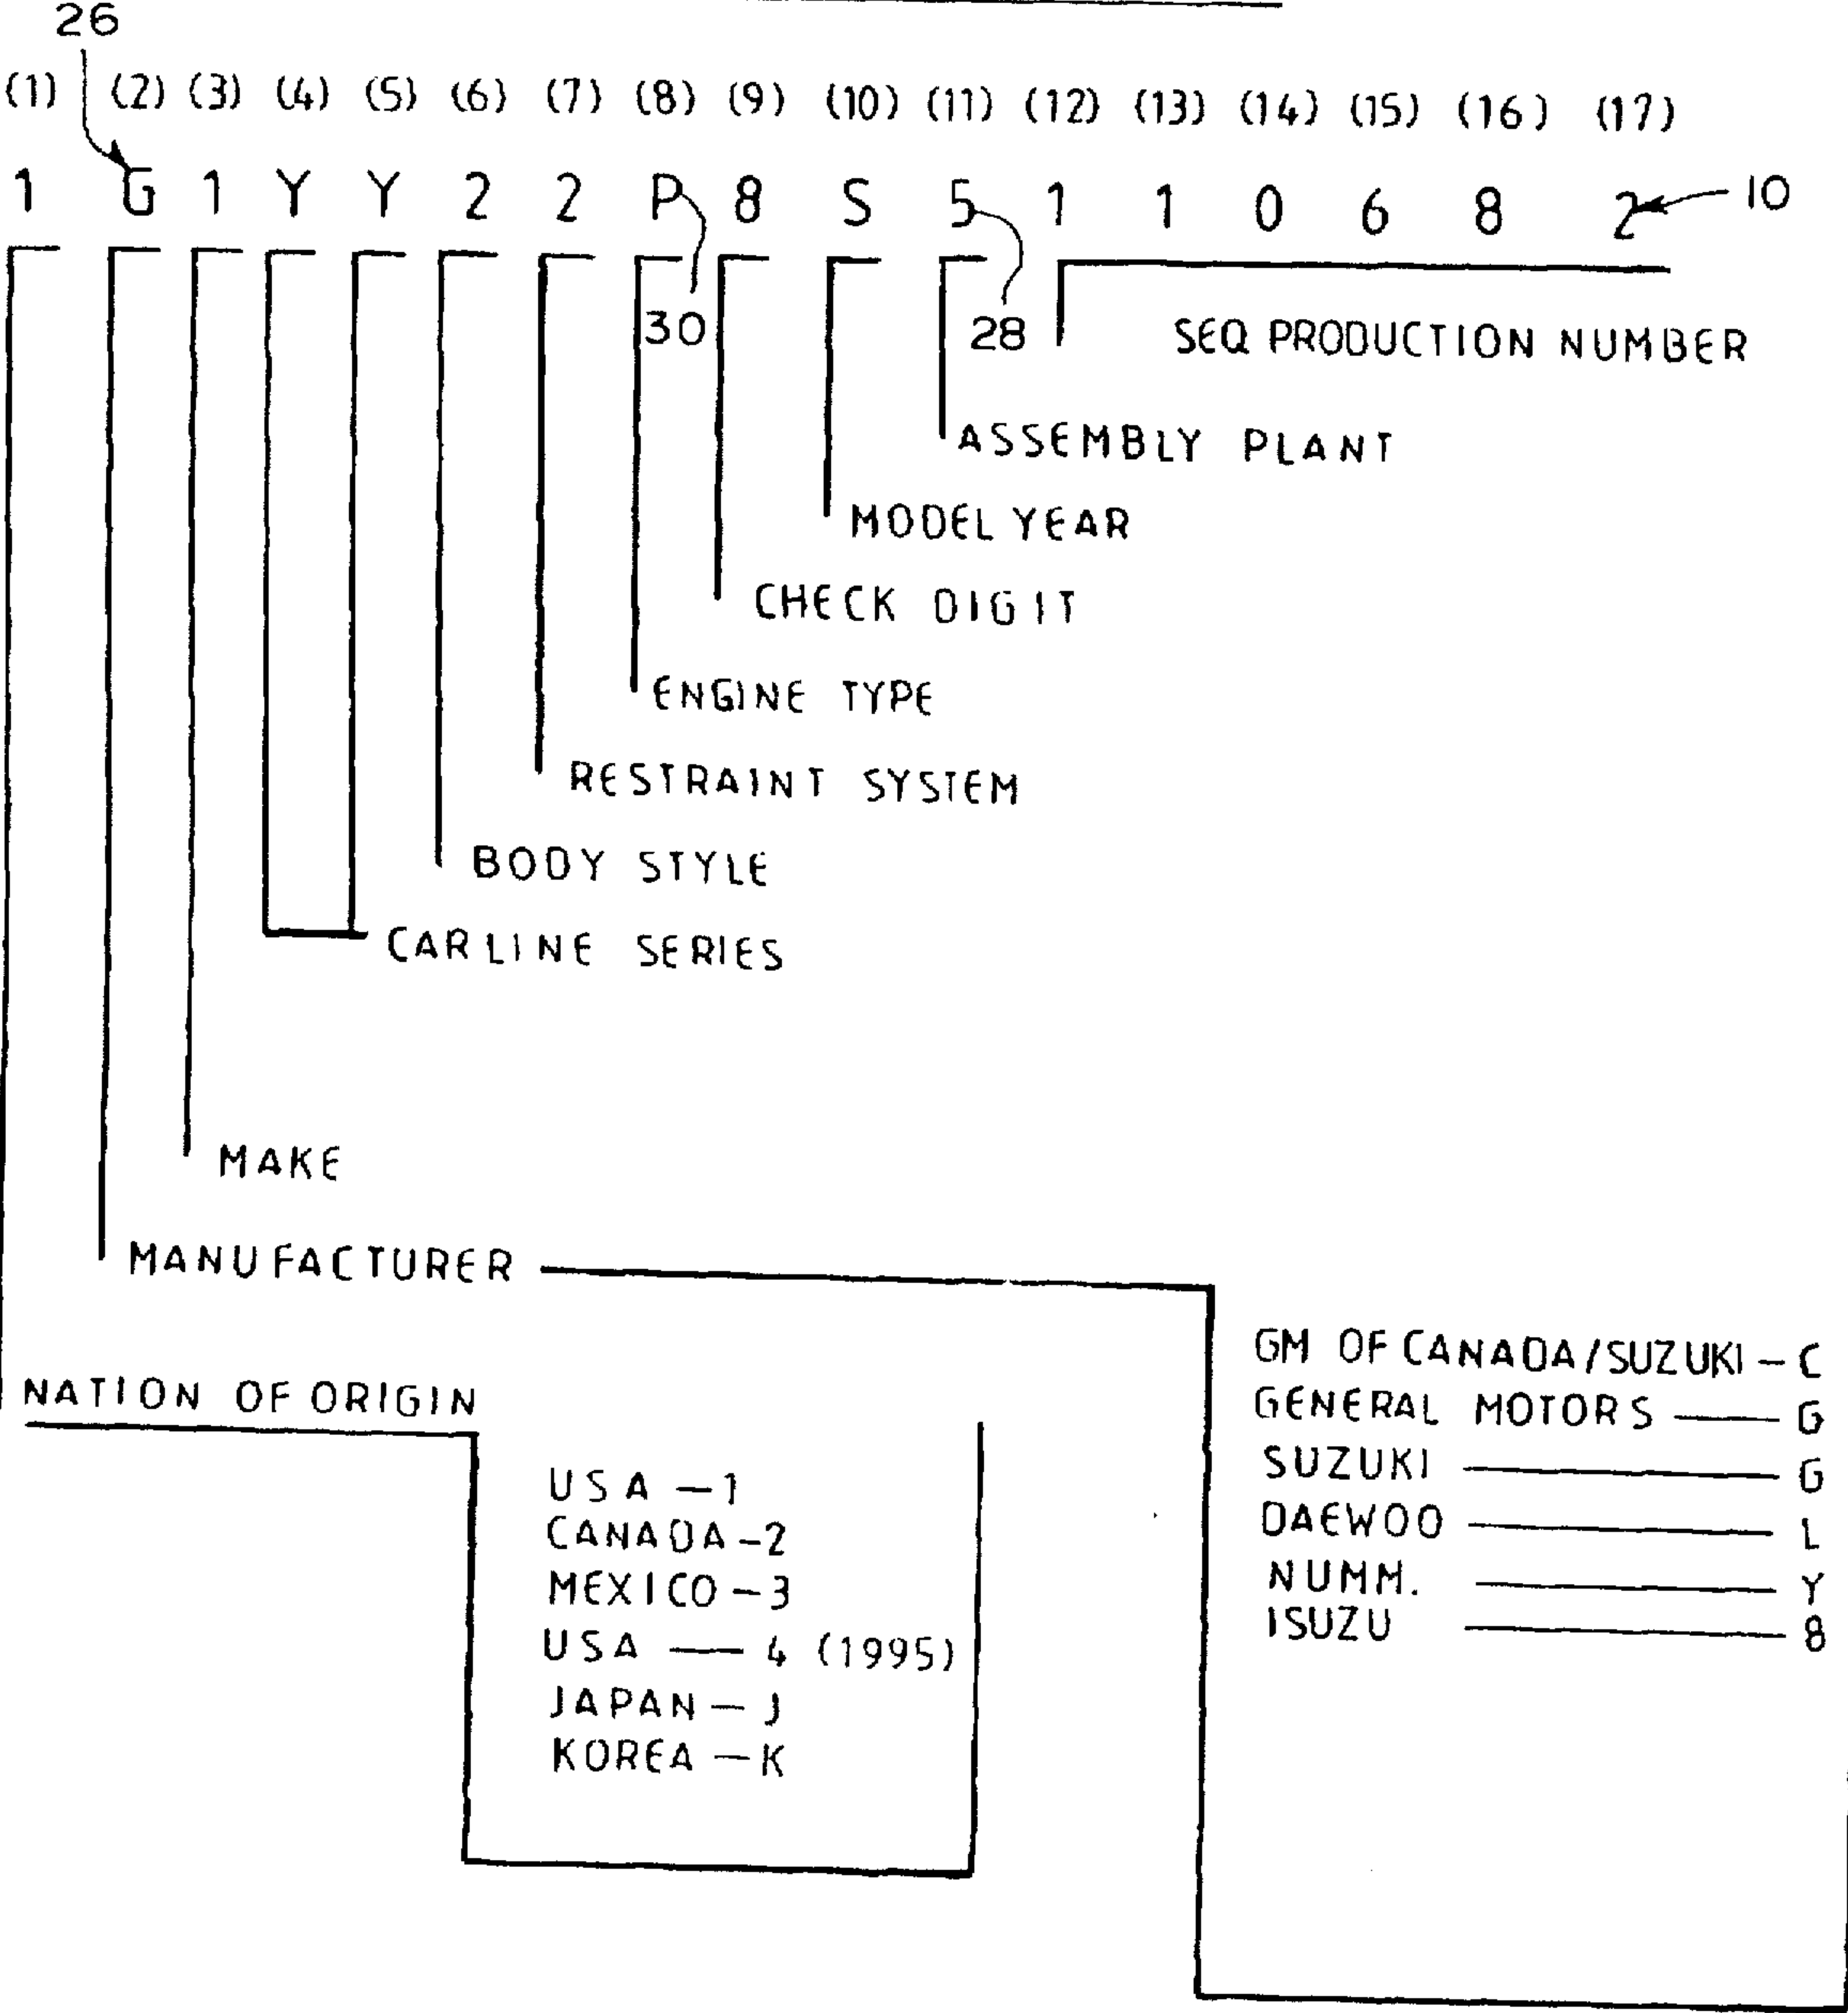 26
(1) (2) (3) (4) (5) (6) (7) (8) (9) (10) (11) (12) (13) (14) (15) (16) (17)
1 G 1 Y Y 2 2 P 8 S 5 1 1 0 6 8 2 10
30 28 SEQ PRODUCTION NUMBER
ASSEMBLY PLANT
MODEL YEAR
CHECK DIGIT
ENGINE TYPE
RESTRAINT SYSTEM
BODY STYLE
CARLINE SERIES
MAKE
MANUFACTURER
GM OF CANADA/SUZUKI — C
GENERAL MOTORS — G
SUZUKI — G
DAEWOO — L
NUMM. — Y
ISUZU — 8
NATION OF ORIGIN
USA — 1
CANADA - 2
MEXICO — 3
USA — 4 (1995)
JAPAN — J
KOREA — K